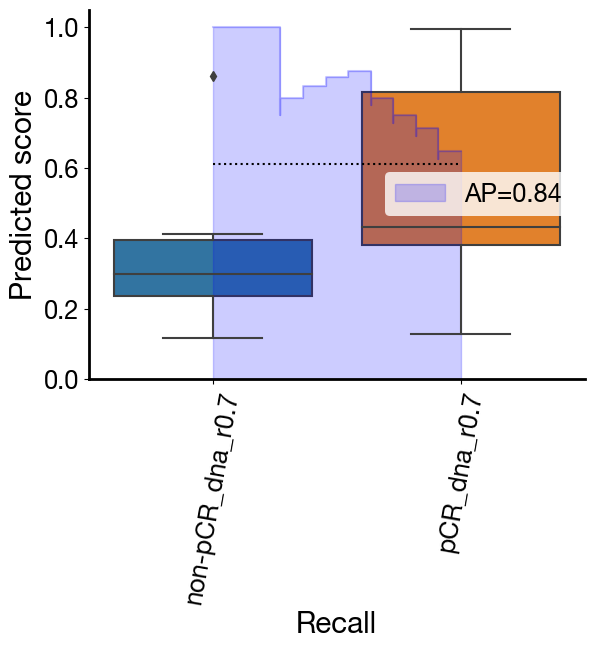 Predicted score
1.0
0.8
0.6
0.4
0.2
0.0
AP=0.84
non-pCR_dna_r0.7
pCR_dna_r0.7
Recall